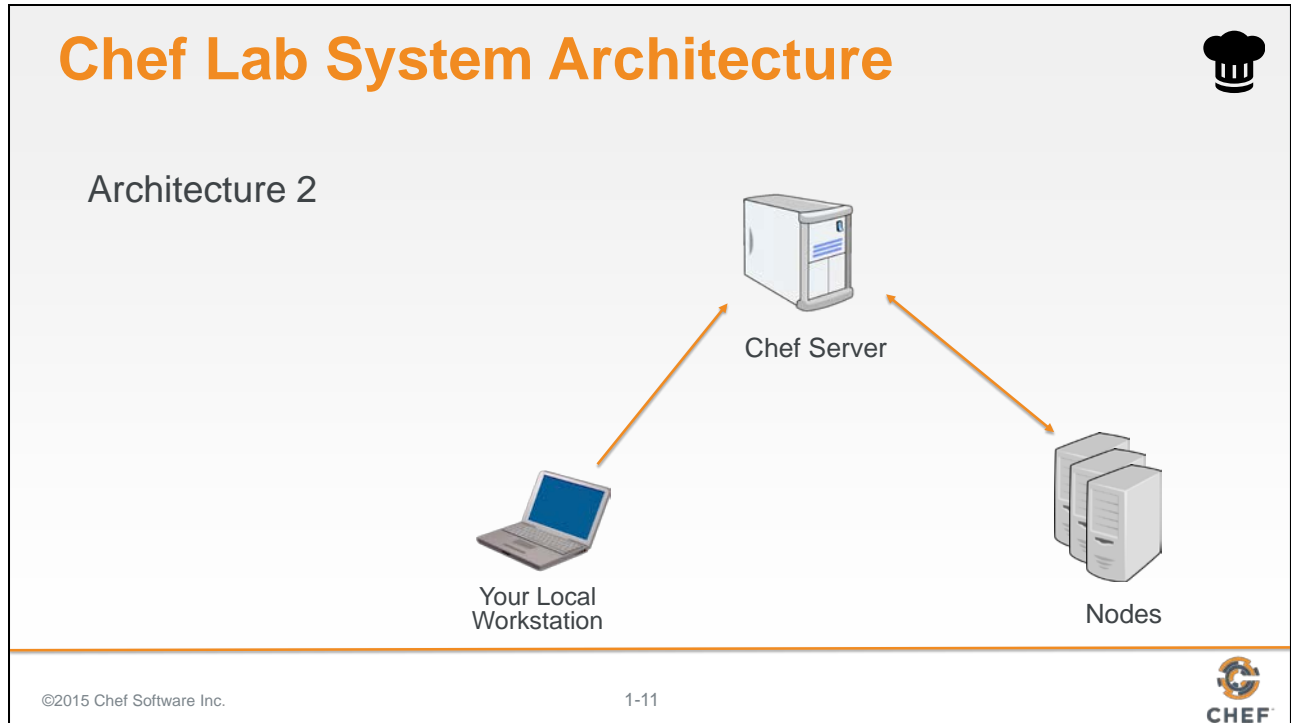 Chef Lab System Architecture
Architecture 2
Chef Server
Your Local
Workstation
Nodes
©2015 Chef Software Inc.
1-11
CHEF